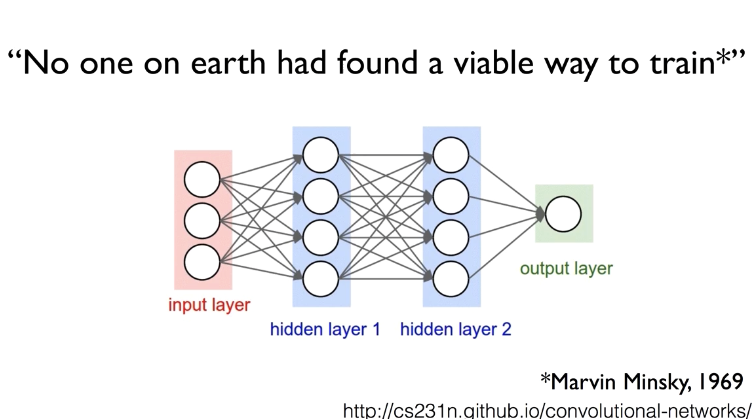 “No one on earth had found a viable way to train*”
input layer
hidden layer 1
hidden layer 2
output layer
*Marvin Minsky, 1969
http://cs231n.github.io/convolutional-networks/